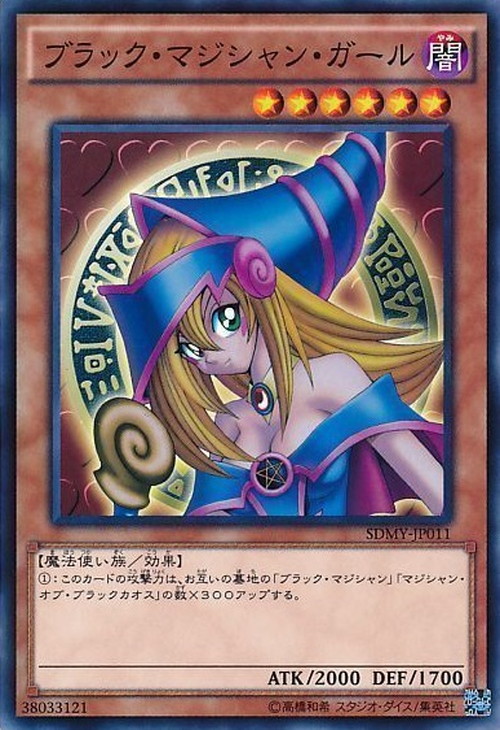 ブラック・マジシャン・ガール
やみ
闇
SDMY-JP011
【魔法使い族／効果】
①：このカードの攻撃力は、お互いの墓地の「ブラック・マジシャン」「マジシャン・
オブ・ブラックカオス」の数×３００アップする。
ATK/2000 DEF/1700
38033121 ©高橋和希 スタジオ・ダイス/集英社